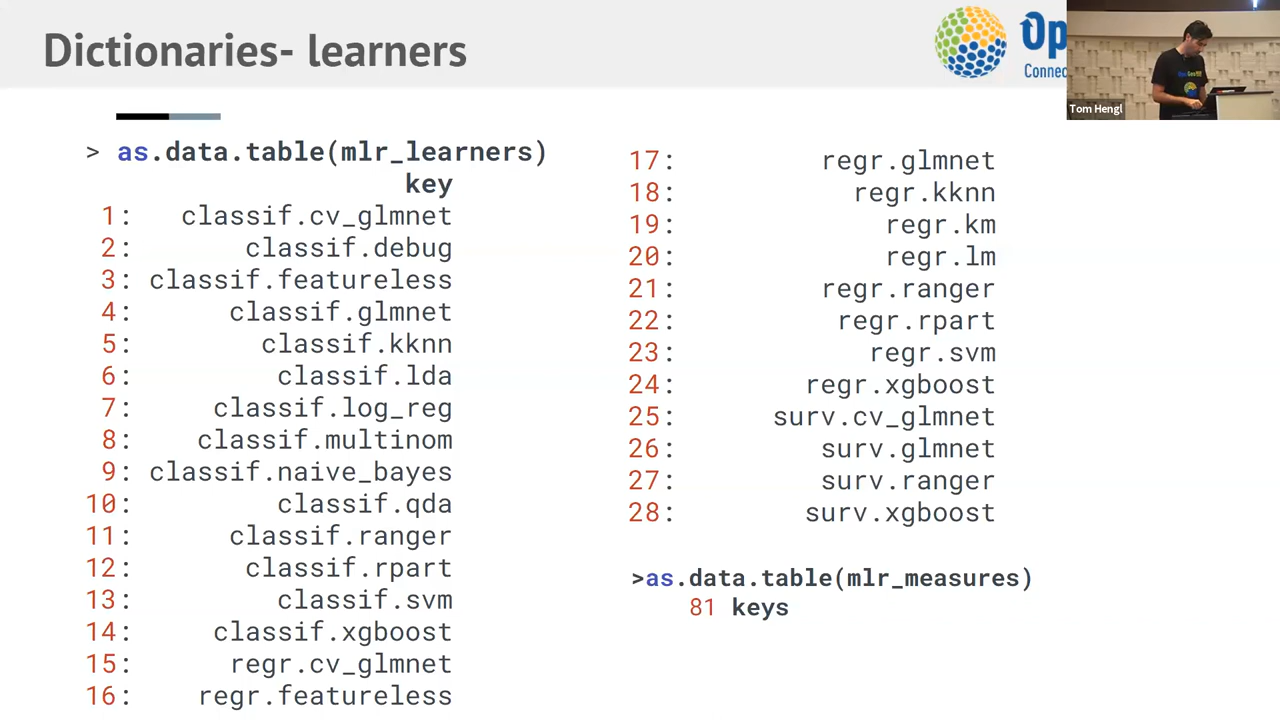 Dictionaries- learners
Op
Connec
Tom Hengl
> as.data.table(mlr_learners)
key
1: classif.cv_glmnet
2: classif.debug
3: classif.featureless
4: classif.glmnet
5: classif.kknn
6: classif.lda
7: classif.log_reg
8: classif.multinom
9: classif.naive_bayes
10: classif.qda
11: classif.ranger
12: classif.rpart
13: classif.svm
14: classif.xgboost
15: regr.cv_glmnet
16: regr.featureless
17: regr.glmnet
18: regr.kknn
19: regr.km
20: regr.lm
21: regr.ranger
22: regr.rpart
23: regr.svm
24: regr.xgboost
25: surv.cv_glmnet
26: surv.glmnet
27: surv.ranger
28: surv.xgboost
>as.data.table(mlr_measures)
81 keys